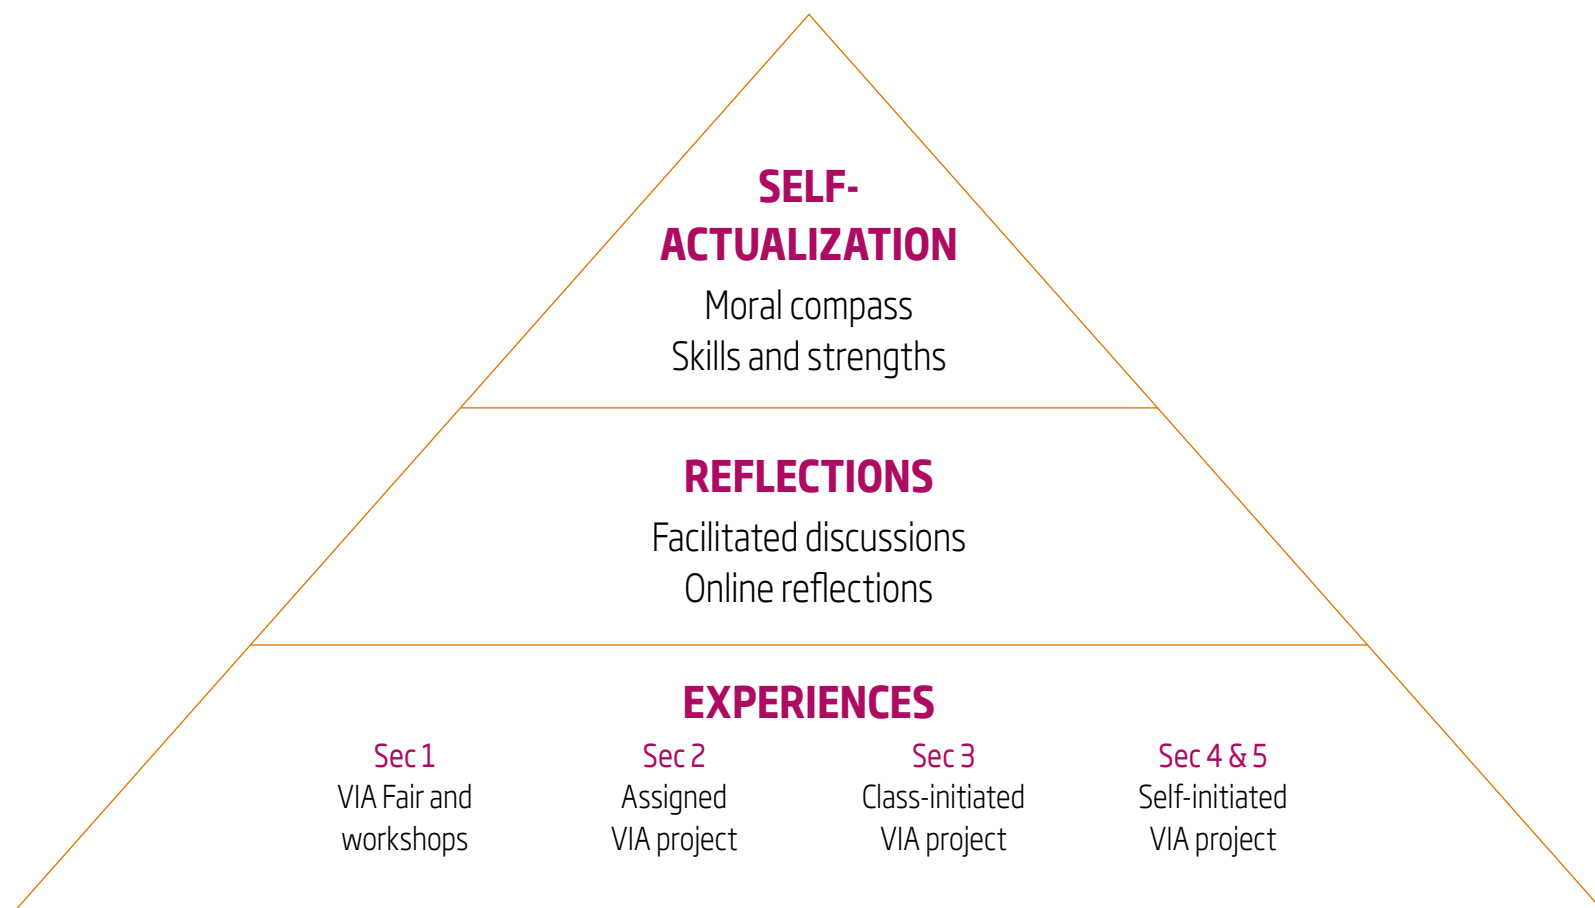 SELF-
ACTUALIZATION
Moral compass
Skills and strengths
REFLECTIONS
Facilitated discussions
Online reflections
EXPERIENCES
Sec 1
VIA Fair and
workshops
Sec 2
Assigned
VIA project
Sec 3
Class-initiated
VIA project
Sec 4 & 5
Self-initiated
VIA project